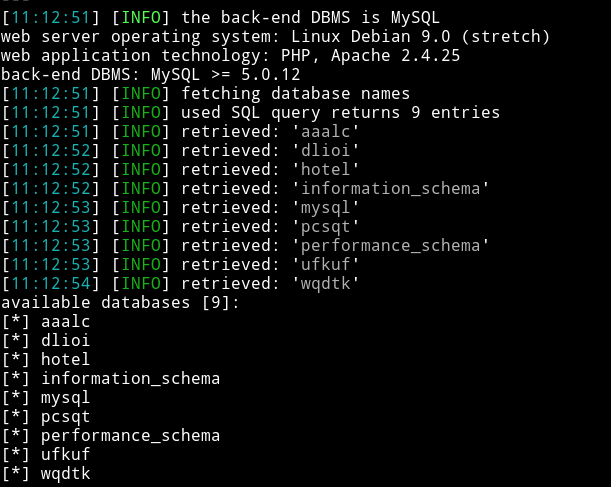 [11:12:51] [INFO] the back-end DBMS is MySQL
web server operating system: Linux Debian 9.0 (stretch)
web application technology: PHP, Apache 2.4.25
back-end DBMS: MySQL >= 5.0.12
[11:12:51] [INFO] fetching database names
[11:12:51] [INFO] used SQL query returns 9 entries
[11:12:51] [INFO] retrieved: 'aaalc'
[11:12:52] [INFO] retrieved: 'dlioi'
[11:12:52] [INFO] retrieved: 'hotel'
[11:12:52] [INFO] retrieved: 'information_schema'
[11:12:53] [INFO] retrieved: 'mysql'
[11:12:53] [INFO] retrieved: 'pcsqt'
[11:12:53] [INFO] retrieved: 'performance_schema'
[11:12:53] [INFO] retrieved: 'ufkuf'
[11:12:54] [INFO] retrieved: 'wqdtk'
available databases [9]:
[*] aaalc
[*] dlioi
[*] hotel
[*] information_schema
[*] mysql
[*] pcsqt
[*] performance_schema
[*] ufkuf
[*] wqdtk